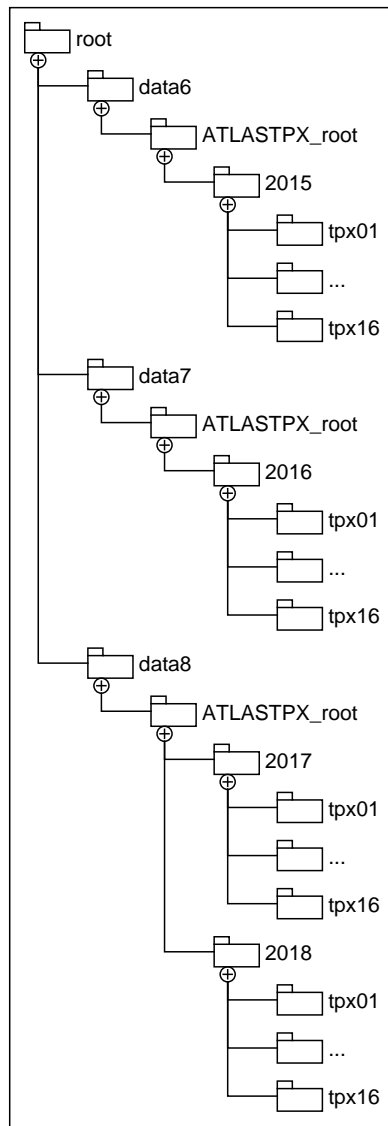 root
data6
ATLASTPX_root
2015
tpx01
...
tpx16
data7
ATLASTPX_root
2016
tpx01
...
tpx16
data8
ATLASTPX_root
2017
tpx01
...
tpx16
2018
tpx01
...
tpx16